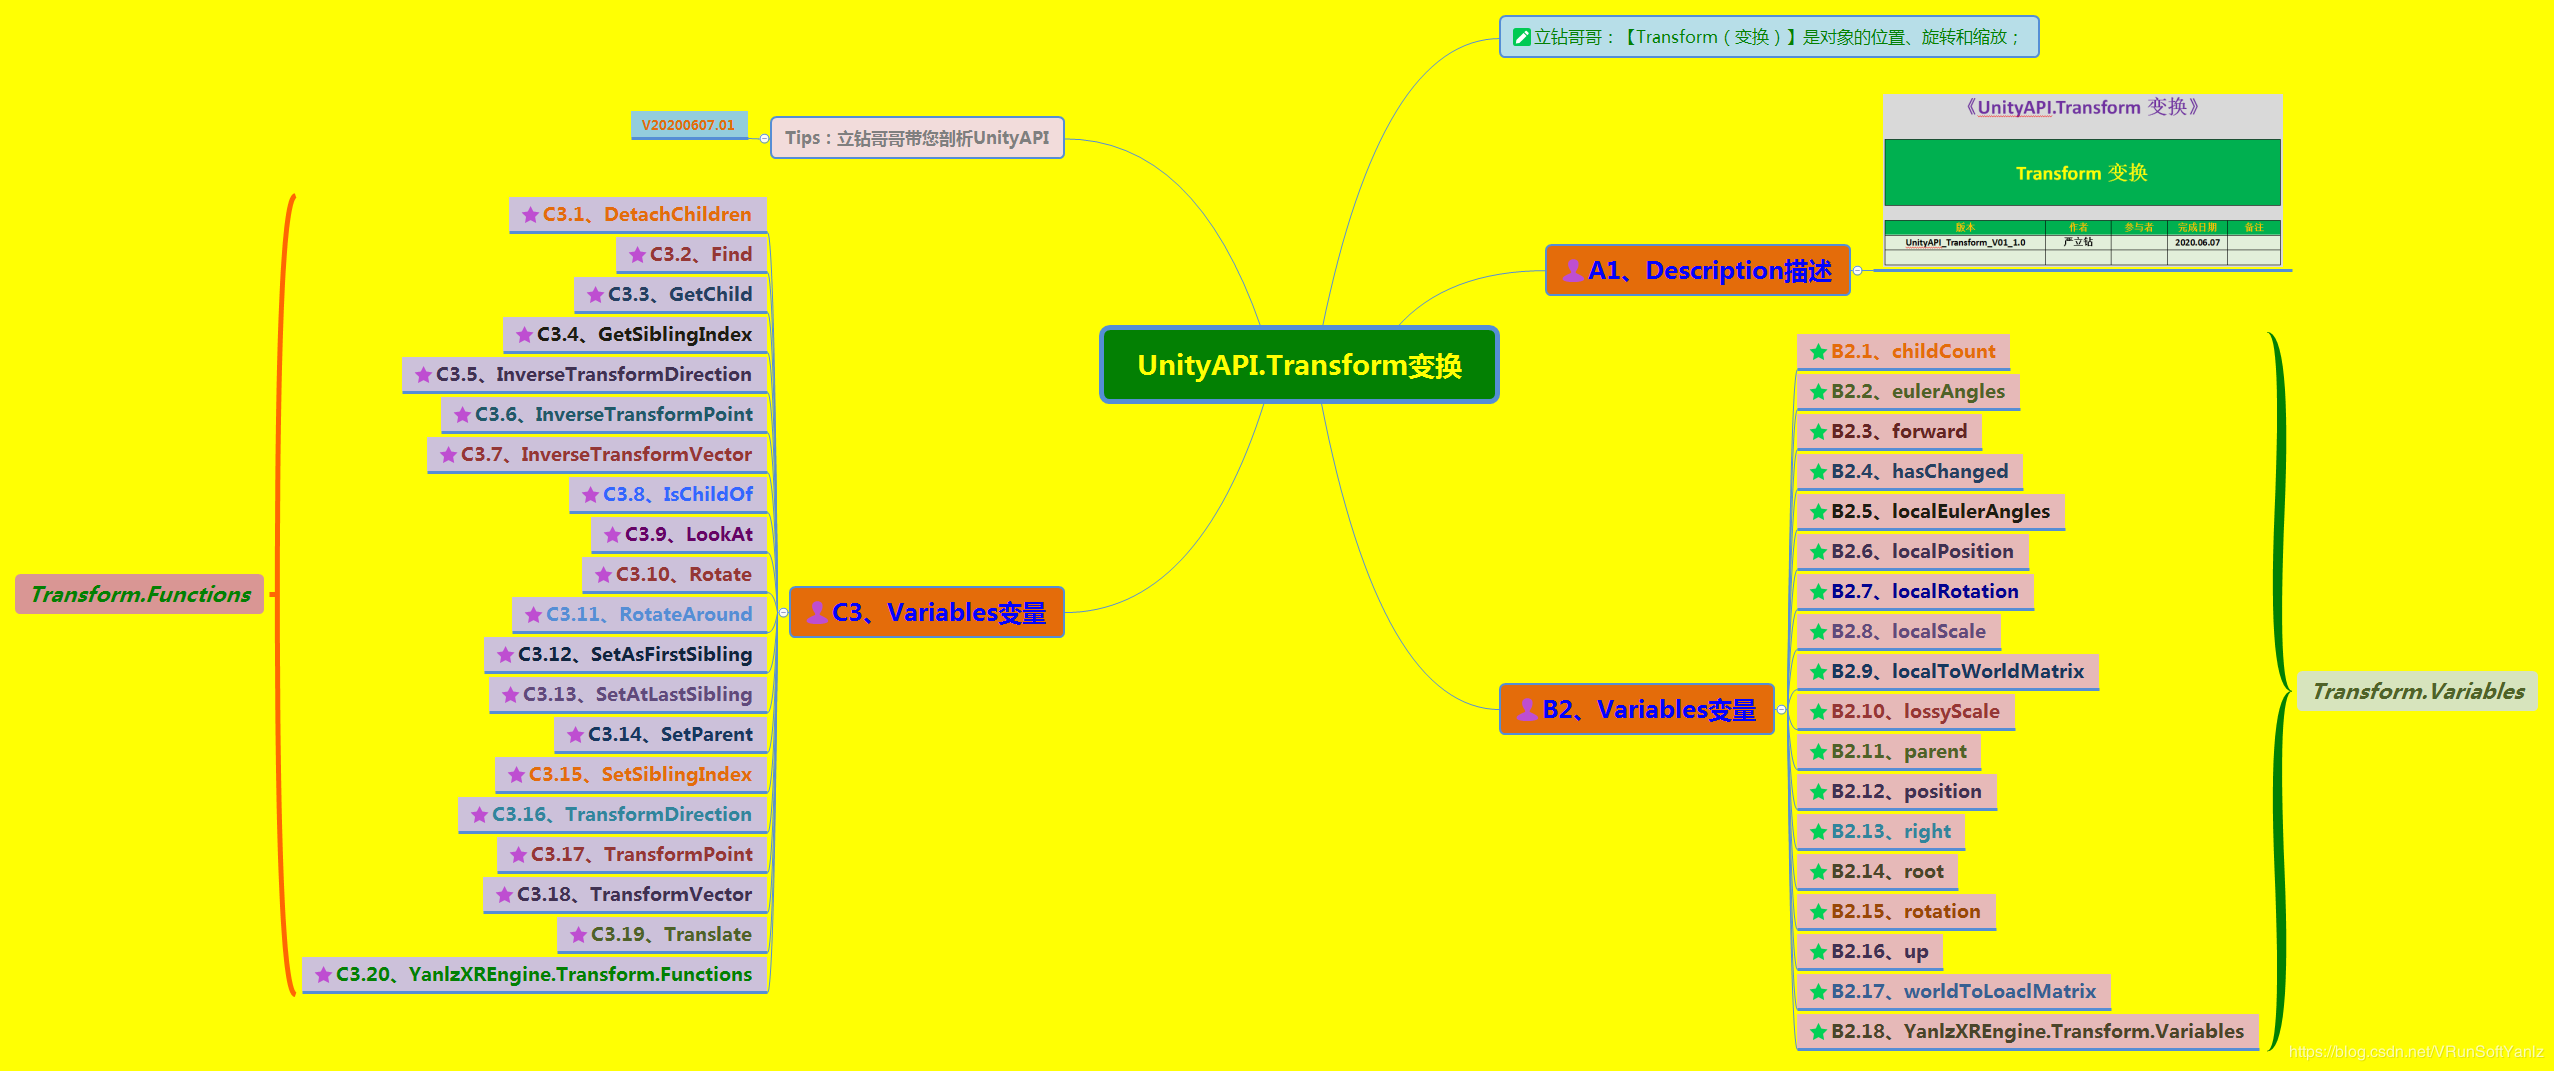 立钻哥哥：【Transform（变换）】是对象的位置、旋转和缩放；
《UnityAPI.Transform 变换》
Transform 变换
版本 作者 参与者 完成日期 备注
UnityAPI_Transform_V01_1.0 严立钻 2020.06.07
V20200607.01
Tips：立钻哥哥带您剖析UnityAPI
A1、Description描述
UnityAPI.Transform变换
C3.1、DetachChildren
C3.2、Find
C3.3、GetChild
C3.4、GetSiblingIndex
C3.5、InverseTransformDirection
C3.6、InverseTransformPoint
C3.7、InverseTransformVector
C3.8、IsChildOf
C3.9、LookAt
C3.10、Rotate
C3.11、RotateAround
C3.12、SetAsFirstSibling
C3.13、SetAtLastSibling
C3.14、SetParent
C3.15、SetSiblingIndex
C3.16、TransformDirection
C3.17、TransformPoint
C3.18、TransformVector
C3.19、Translate
C3.20、YanlzXREngine.Transform.Functions
Transform.Functions
C3、Variables变量
B2、Variables变量
B2.1、childCount
B2.2、eulerAngles
B2.3、forward
B2.4、hasChanged
B2.5、localEulerAngles
B2.6、localPosition
B2.7、localRotation
B2.8、localScale
B2.9、localToWorldMatrix
B2.10、lossyScale
B2.11、parent
B2.12、position
B2.13、right
B2.14、root
B2.15、rotation
B2.16、up
B2.17、worldToLoaclMatrix
B2.18、YanlzXREngine.Transform.Variables
Transform.Variables
https://blog.csdn.net/VRunSoftYanlz